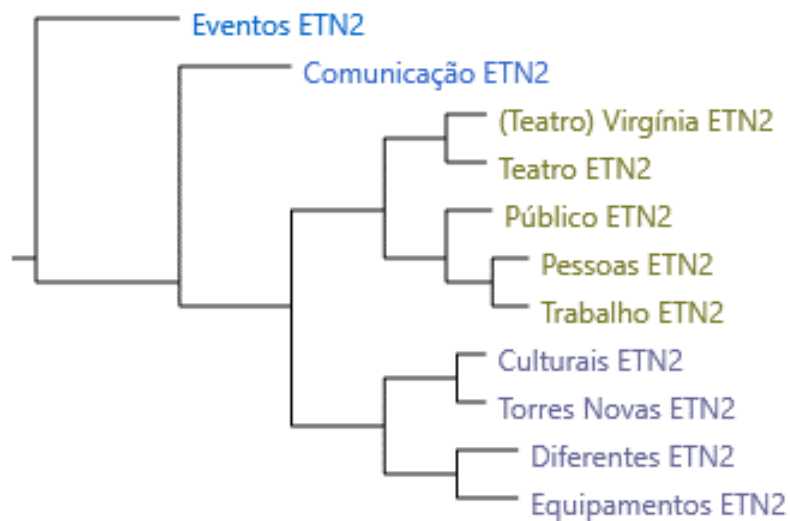 Eventos ETN2
Comunicação ETN2
(Teatro) Virgínia ETN2
Teatro ETN2
Público ETN2
Pessoas ETN2
Trabalho ETN2
Culturais ETN2
Torres Novas ETN2
Diferentes ETN2
Equipamentos ETN2